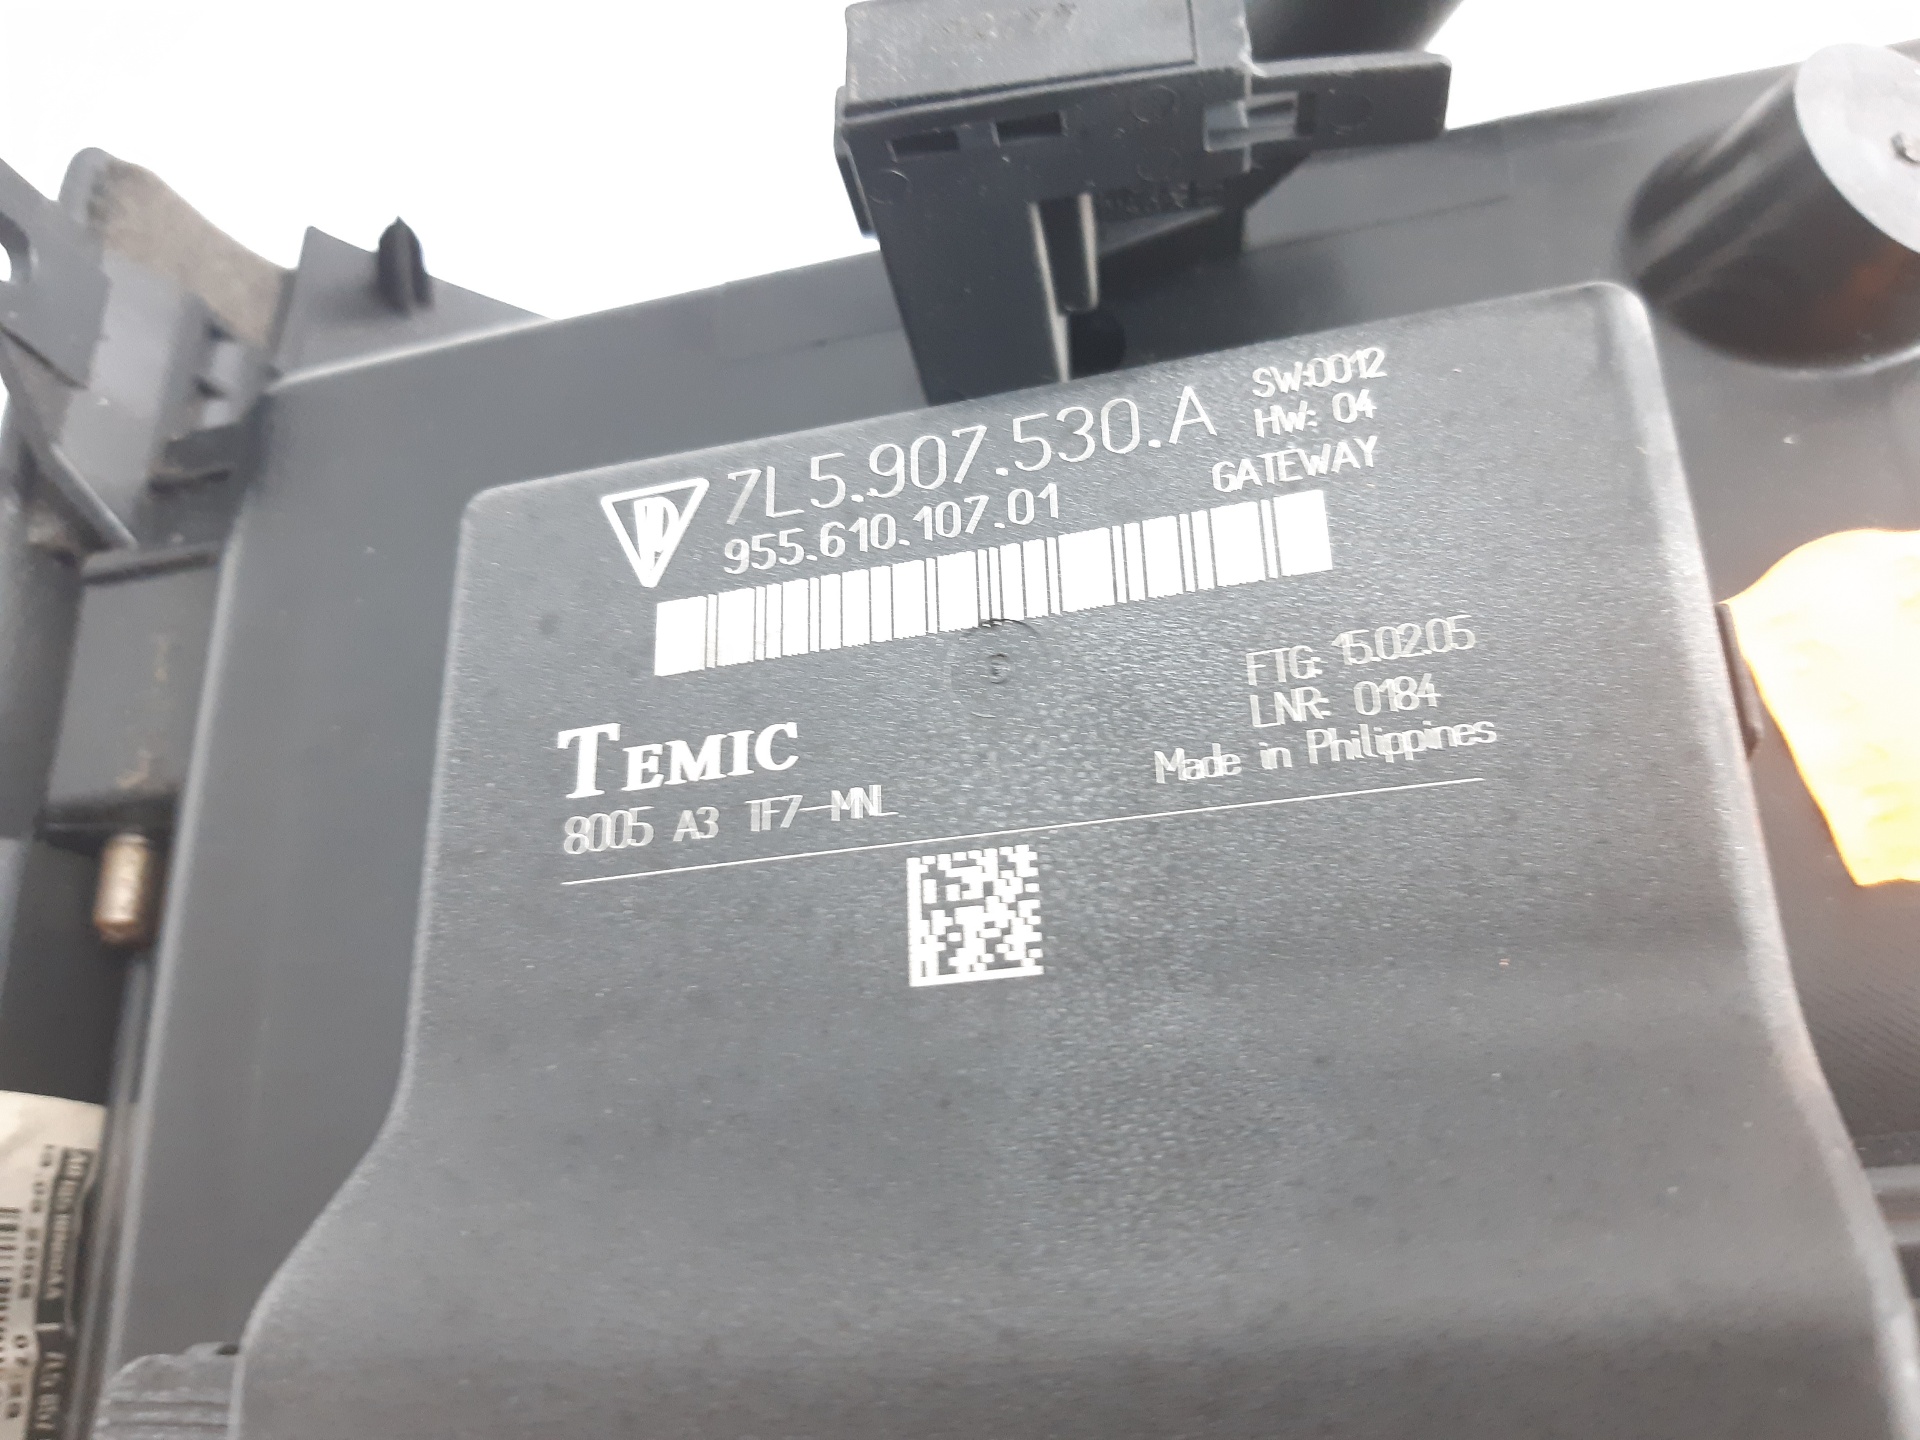 7L5.907.530.A
955.610.107.01
SW:0012
HW: 04
GATEWAY
FTG: 15.02.05
LNR: 0184
Made in Philippines
TEMIC
8005 A3 TF7-MNL